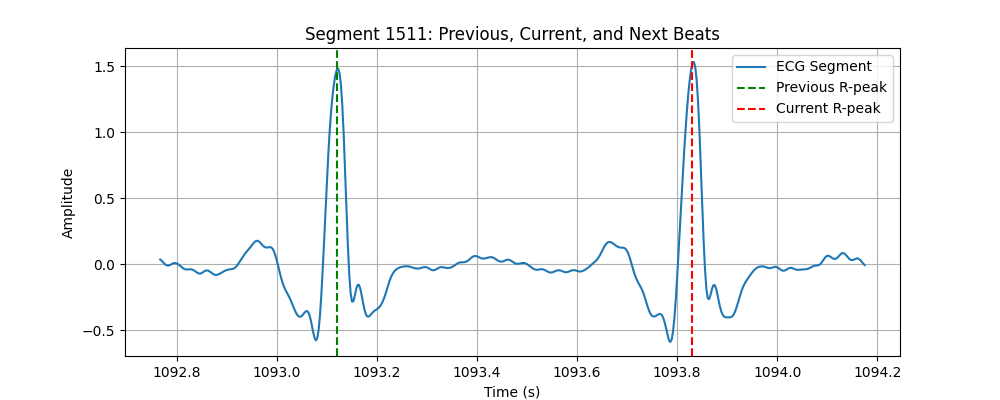 Segment 1511: Previous, Current, and Next Beats
ECG Segment
Previous R-peak
Current R-peak
1.5
1.0
0.5
0.0
−0.5
Amplitude
1092.8 1093.0 1093.2 1093.4 1093.6 1093.8 1094.0 1094.2
Time (s)